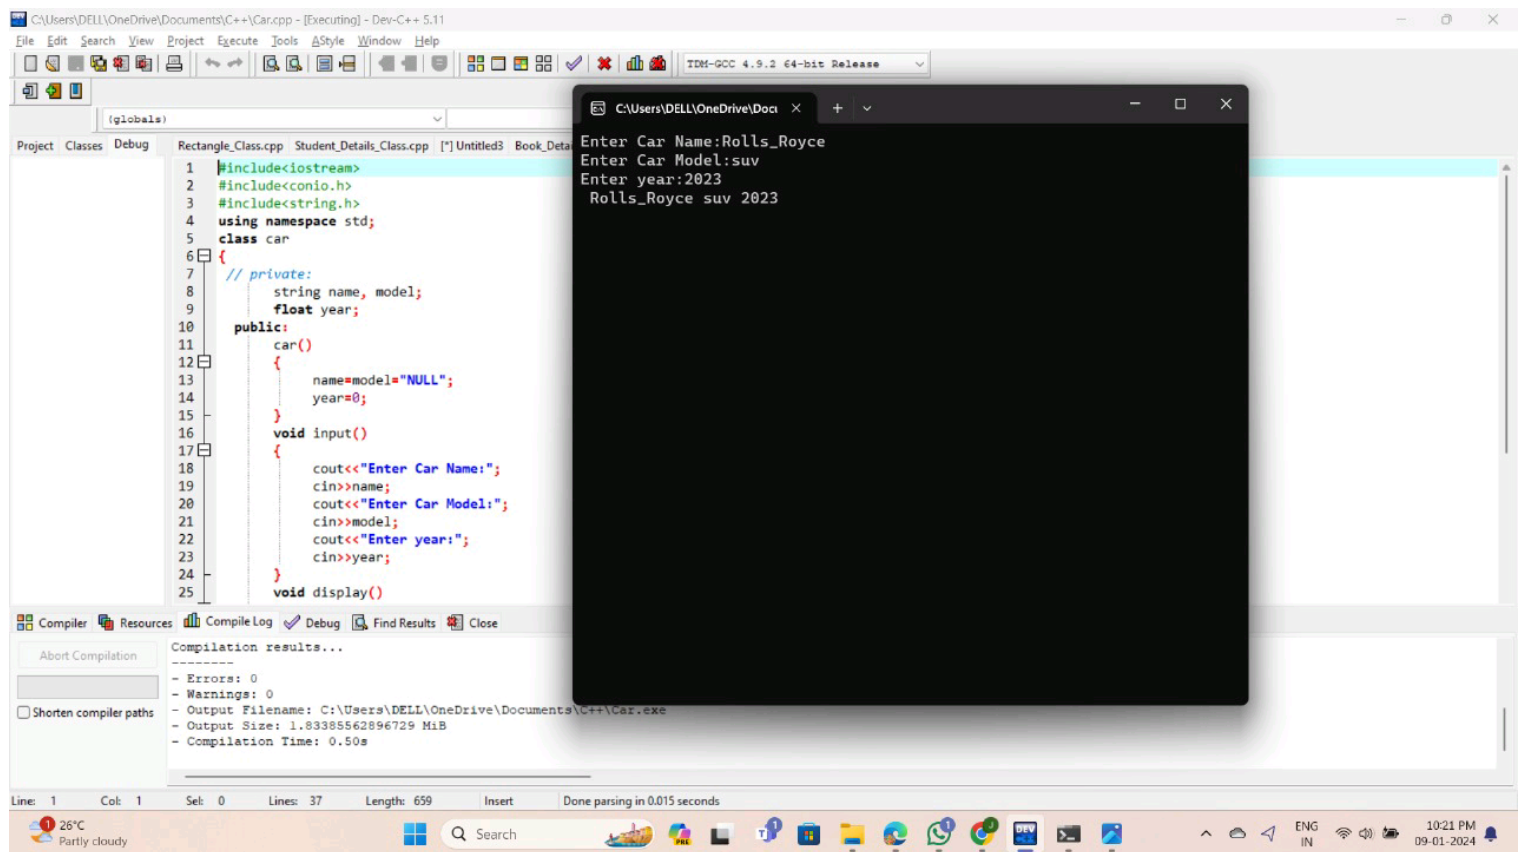 C:\Users\DELL\OneDrive\Documents\C++\Car.cpp - [Executing] - Dev-C++ 5.11
File Edit Search View Project Execute Tools AStyle Window Help
TDM-GCC 4.9.2 64-bit Release
(globals)
Project Classes Debug
Rectangle_Class.cpp Student_Details_Class.cpp [*] Untitled3 Book_Detai
1 #include<iostream>
2 #include<conio.h>
3 #include<string.h>
4 using namespace std;
5 class car
6 {
7 // private:
8 string name, model;
9 float year;
10 public:
11 car()
12 {
13 name=model="NULL";
14 year=0;
15 }
16 void input()
17 {
18 cout<<"Enter Car Name:";
19 cin>>name;
20 cout<<"Enter Car Model:";
21 cin>>model;
22 cout<<"Enter year:";
23 cin>>year;
24 }
25 void display()
C:\Users\DELL\OneDrive\Docu
Enter Car Name:Rolls_Royce
Enter Car Model:suv
Enter year:2023
Rolls_Royce suv 2023
Compiler Resources Compile Log Debug Find Results Close
Abort Compilation
Shorten compiler paths
Compilation results...
--------
- Errors: 0
- Warnings: 0
- Output Filename: C:\Users\DELL\OneDrive\Documents\C++\Car.exe
- Output Size: 1.83385562896729 MiB
- Compilation Time: 0.50s
Line: 1 Col: 1 Sel: 0 Lines: 37 Length: 659 Insert Done parsing in 0.015 seconds
1
26°C
Partly cloudy
Search
PRE
1
1
J
DEV
ENG
IN
10:21 PM
09-01-2024